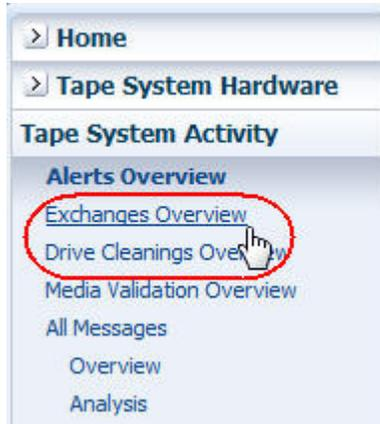 Home
Tape System Hardware
Tape System Activity
Alerts Overview
Exchanges Overview
Drive Cleanings Overview
Media Validation Overview
All Messages
Overview
Analysis